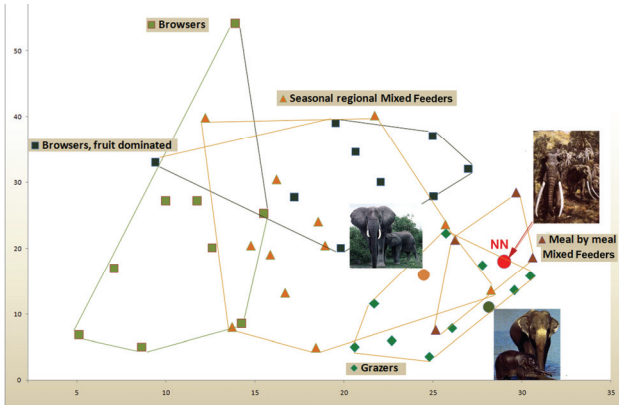 Browsers
Seasonal regional Mixed Feeders
Browsers, fruit dominated
NN
Meal by meal
Mixed Feeders
Grazers
50
40
30
20
10
0
5
10
15
20
25
30
35